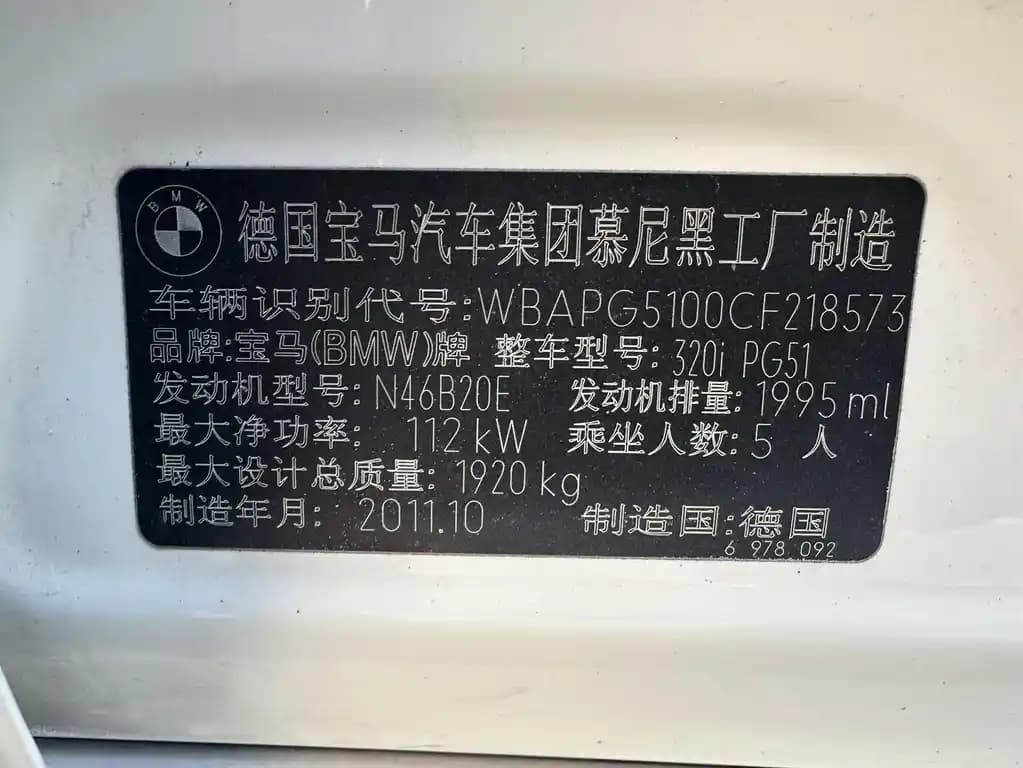 BMW
德国宝马汽车集团慕尼黑工厂制造
车辆识别代号:WBAPG5100CF218573
品牌:宝马(BMW)牌 整车型号: 320i PG51
发动机型号: N46B20E 发动机排量: 1995 ml
最大净功率: 112 kW 乘坐人数: 5 人
最大设计总质量: 1920 kg
制造年月: 2011.10 制造国:德国
6 978 092